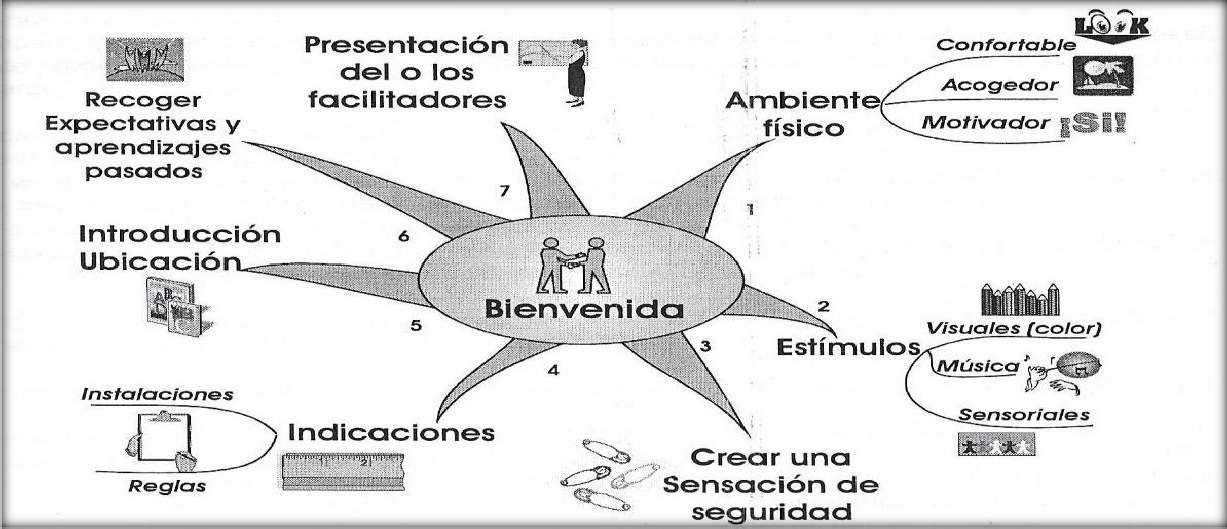 LOOK
Confortable
Acogedor
Motivador ¡Si!
Ambiente
físico
1
2
Estímulos
Visuales (color)
Música
Sensoriales
3
Crear una
Sensación de
seguridad
4
Indicaciones
Instalaciones
Reglas
5
Introducción
Ubicación
6
Recoger
Expectativas y
aprendizajes
pasados
7
Presentación
del o los
facilitadores
Bienvenida